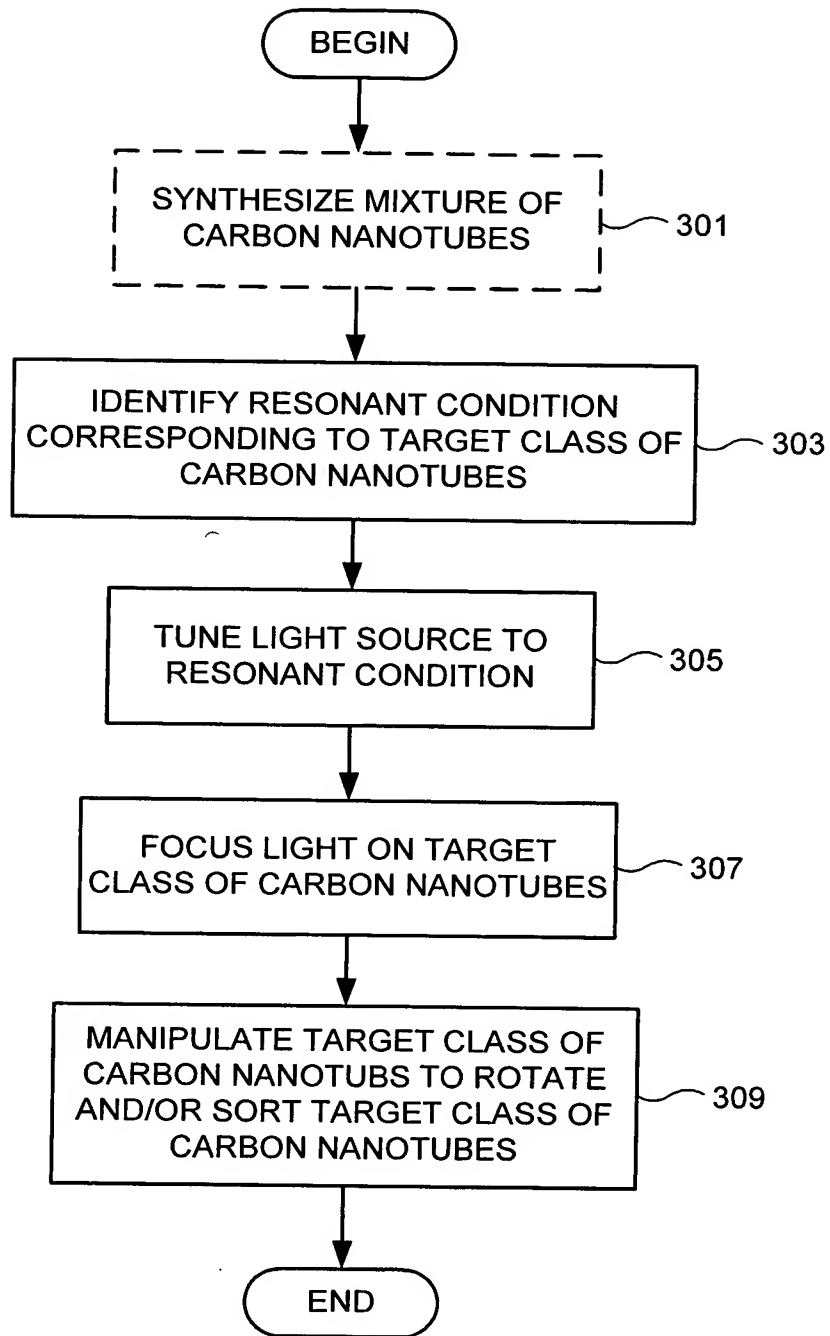 BEGIN
SYNTHESIZE MIXTURE OF
CARBON NANOTUBES
301
IDENTIFY RESONANT CONDITION
CORRESPONDING TO TARGET CLASS OF
CARBON NANOTUBES
303
TUNE LIGHT SOURCE TO
RESONANT CONDITION
305
FOCUS LIGHT ON TARGET
CLASS OF CARBON NANOTUBES
307
MANIPULATE TARGET CLASS OF
CARBON NANOTUBS TO ROTATE
AND/OR SORT TARGET CLASS OF
CARBON NANOTUBES
309
END